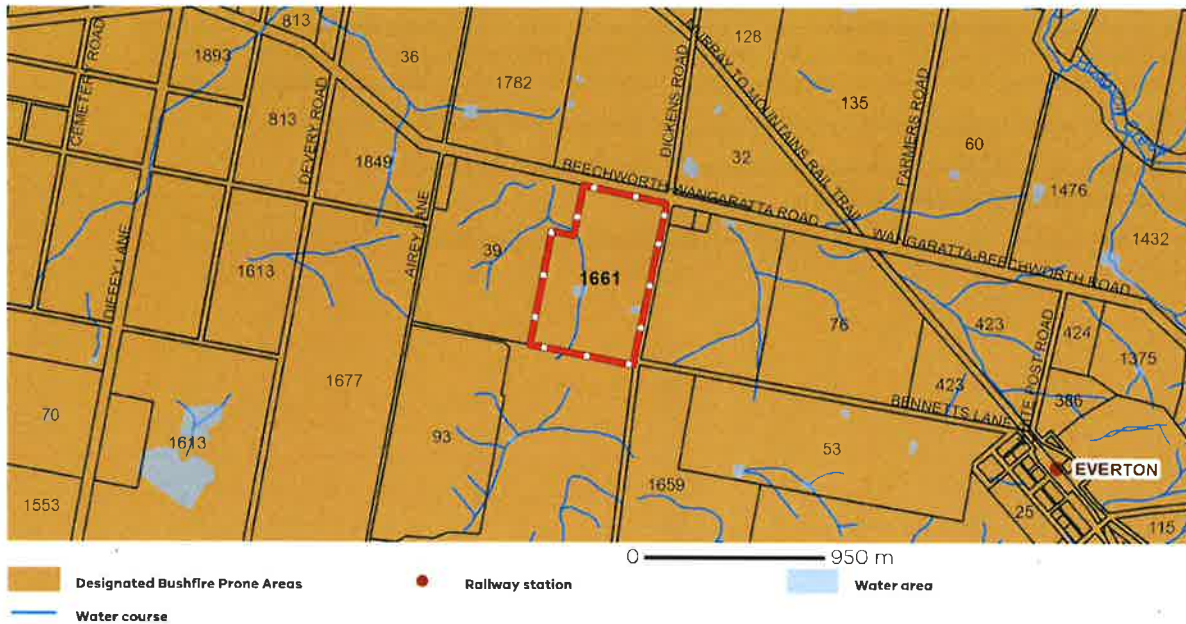 813
1893
36
128
CEMETERY ROAD
1782
DICKENS ROAD
MURRAY TO MOUNTAINS RAIL TRAIL
135
FARMERS ROAD
813
DEVERY ROAD
1849
32
60
1476
BEECHWORTH-WANGARATTA ROAD
WANGARATTA-BEECHWORTH ROAD
1432
DIFFEY LANE
1613
AIREY LANE
39
1661
76
423
POST ROAD
424
1375
423
386
1677
BENNETTS LANE
70
1613
93
53
EVERTON
1553
1659
25
115
0 950 m
Designated Bushfire Prone Areas
Railway station
Water area
Water course